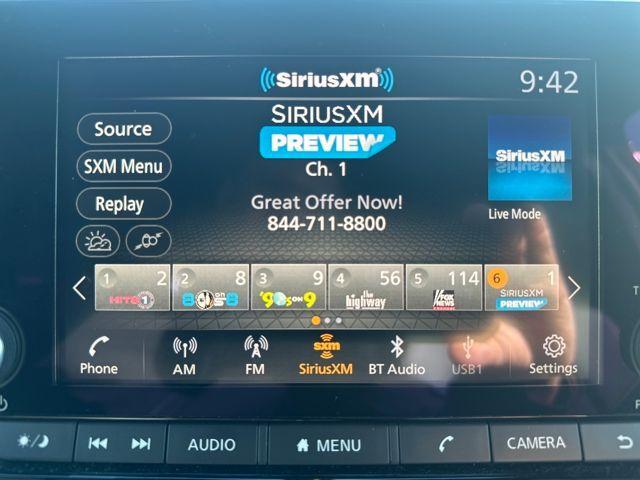 SiriusXM
9:42
Source
SIRIUSXM
PREVIEW
SXM Menu
Ch. 1
SiriusXM
Replay
Great Offer Now!
844-711-8800
Live Mode
1 2
HITS 1
2 8
80s on 8
3 9
90s ON 9
4 56
the highway
5 114
FOX NEWS
6 1
SIRIUSXM
PREVIEW
Phone
AM
FM
sxm
SiriusXM
BT Audio
USB1
Settings
AUDIO
MENU
CAMERA